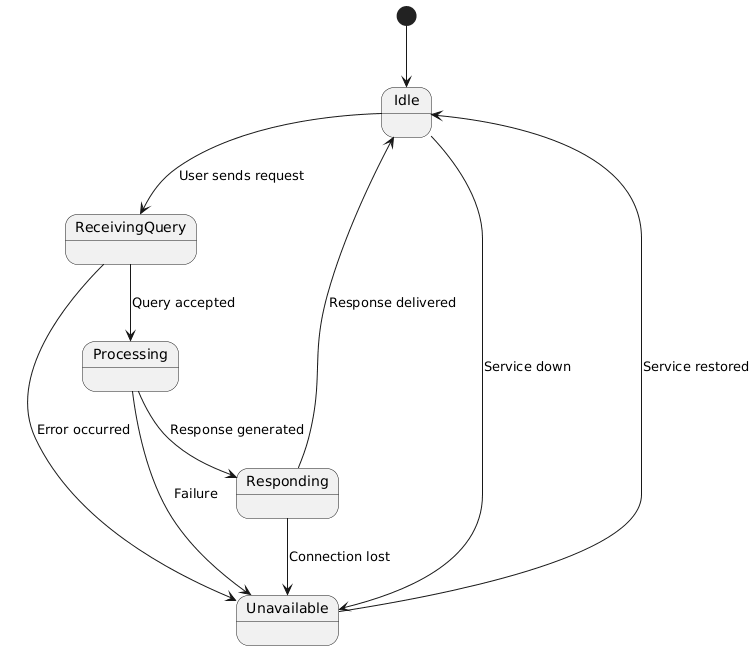 Idle
User sends request
ReceivingQuery
Query accepted
Response delivered
Processing
Service down
Service restored
Error occurred
Response generated
Responding
Failure
Connection lost
Unavailable